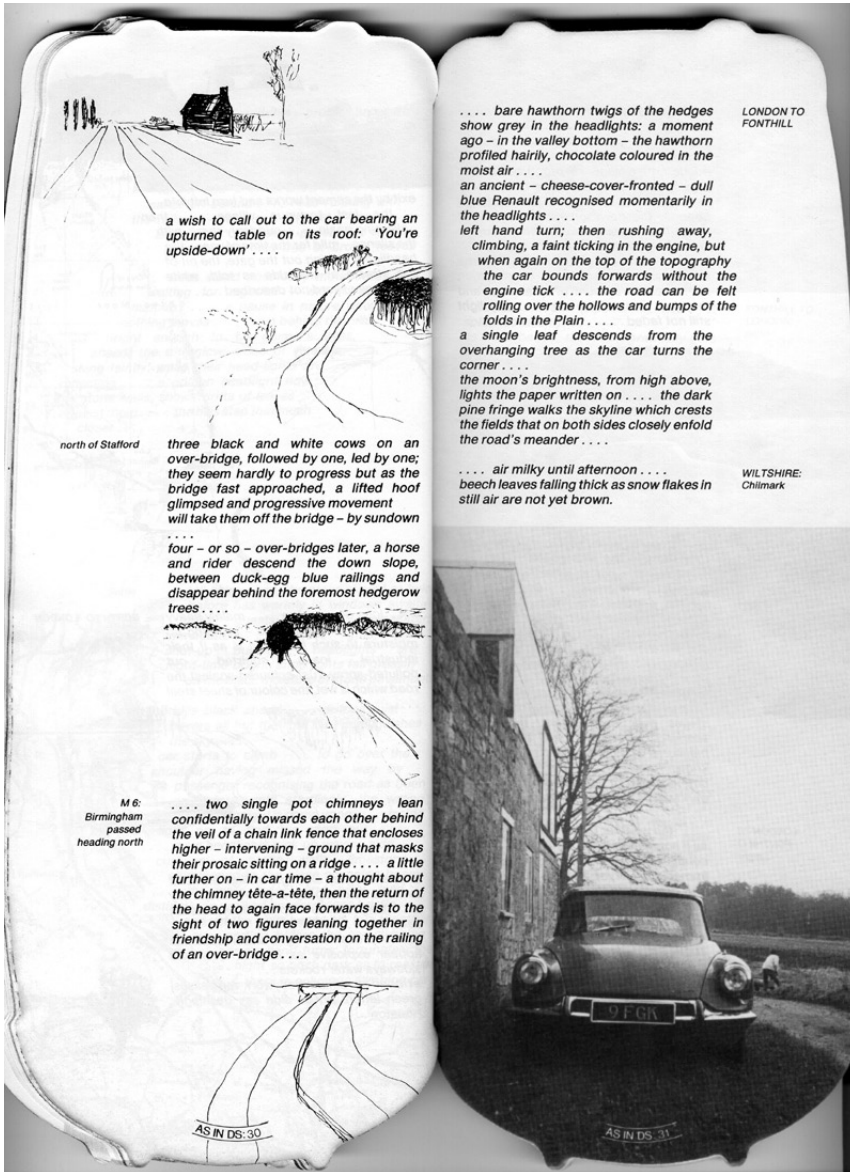 a wish to call out to the car bearing an
upturned table on its roof: ‘You’re
upside-down’ . . . .
north of Stafford
three black and white cows on an
over-bridge, followed by one, led by one;
they seem hardly to progress but as the
bridge fast approached, a lifted hoof
glimpsed and progressive movement
will take them off the bridge – by sundown
. . . .
four – or so – over-bridges later, a horse
and rider descend the down slope,
between duck-egg blue railings and
disappear behind the foremost hedgerow
trees . . . .
M 6:
Birmingham
passed
heading north
. . . . two single pot chimneys lean
confidentially towards each other behind
the veil of a chain link fence that encloses
higher – intervening – ground that masks
their prosaic sitting on a ridge . . . . a little
further on – in car time – a thought about
the chimney tête-a-tête, then the return of
the head to again face forwards is to the
sight of two figures leaning together in
friendship and conversation on the railing
of an over-bridge . . . .
AS IN DS: 30
. . . . bare hawthorn twigs of the hedges
show grey in the headlights: a moment
ago – in the valley bottom – the hawthorn
profiled hairily, chocolate coloured in the
moist air . . . .
an ancient – cheese-cover-fronted – dull
blue Renault recognised momentarily in
the headlights . . . .
left hand turn; then rushing away,
climbing, a faint ticking in the engine, but
when again on the top of the topography
the car bounds forwards without the
engine tick . . . . the road can be felt
rolling over the hollows and bumps of the
folds in the Plain . . . .
a single leaf descends from the
overhanging tree as the car turns the
corner . . . .
the moon’s brightness, from high above,
lights the paper written on . . . . the dark
pine fringe walks the skyline which crests
the fields that on both sides closely enfold
the road’s meander . . . .
LONDON TO
FONTHILL
. . . . air milky until afternoon . . . .
beech leaves falling thick as snow flakes in
still air are not yet brown.
WILTSHIRE:
Chilmark
9 FGK
AS IN DS: 31